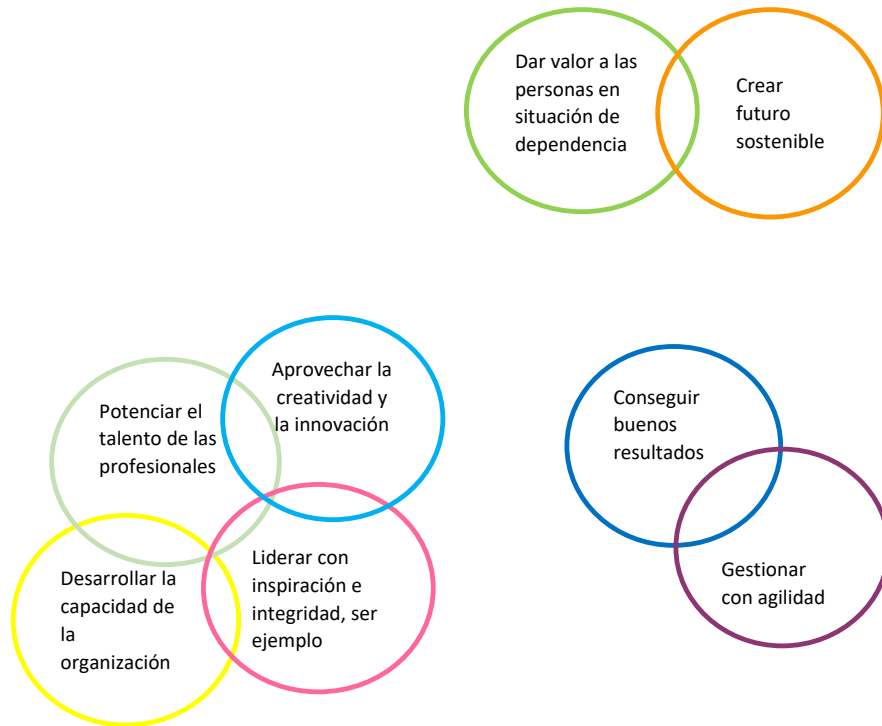 Dar valor a las
personas en
situación de
dependencia
Crear
futuro
sostenible
Aprovechar la
creatividad y
la innovación
Potenciar el
talento de las
profesionales
Conseguir
buenos
resultados
Liderar con
inspiración e
integridad, ser
ejemplo
Desarrollar la
capacidad de
la
organización
Gestionar
con agilidad